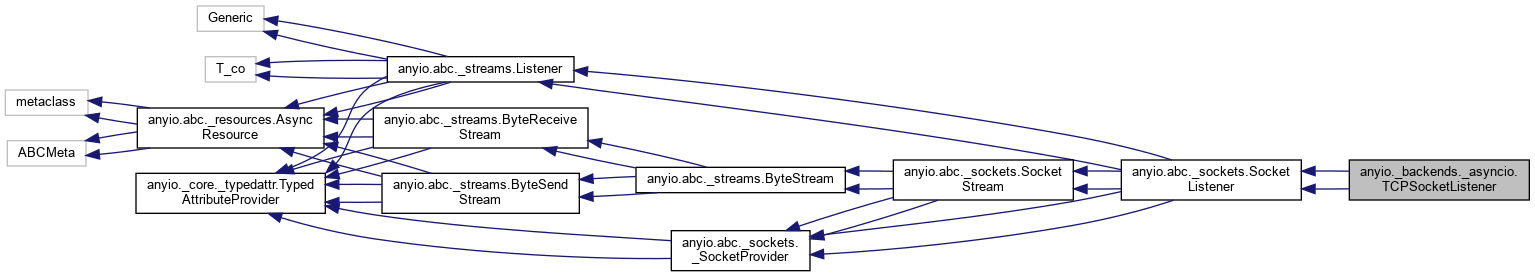 Generic
T_co
anyio.abc._streams.Listener
metaclass
ABCMeta
anyio.abc._resources.Async
Resource
anyio._core._typedattr.Typed
AttributeProvider
anyio.abc._streams.ByteReceive
Stream
anyio.abc._streams.ByteSend
Stream
anyio.abc._streams.ByteStream
anyio.abc._sockets.
_SocketProvider
anyio.abc._sockets.Socket
Stream
anyio.abc._sockets.Socket
Listener
anyio._backends._asyncio.
TCPSocketListener